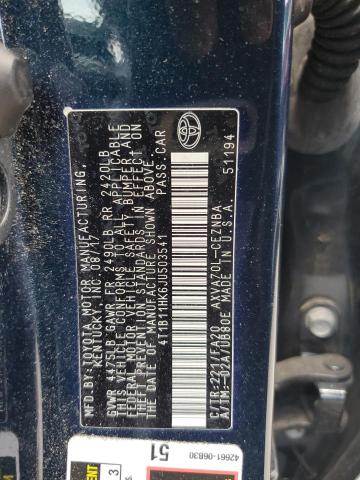 MFD.BY:TOYOTA MOTOR MANUFACTURING,
KENTUCKY, INC. 08/17
GVWR 4475LB GAWR FR 2490LB RR 2420LB
THIS VEHICLE CONFORMS TO ALL APPLICABLE
FEDERAL MOTOR VEHICLE SAFETY, BUMPER, AND
THEFT PREVENTION STANDARDS IN EFFECT ON
THE DATE OF MANUFACTURE SHOWN ABOVE.
4T1B11HK6JU503541 PASS.CAR
TOYOTA
C/TR:221/FA20 AXVA70L-CEZNBA
A/TM:-02A/UB80E MADE IN U.S.A.
51194
42661-06B30
51